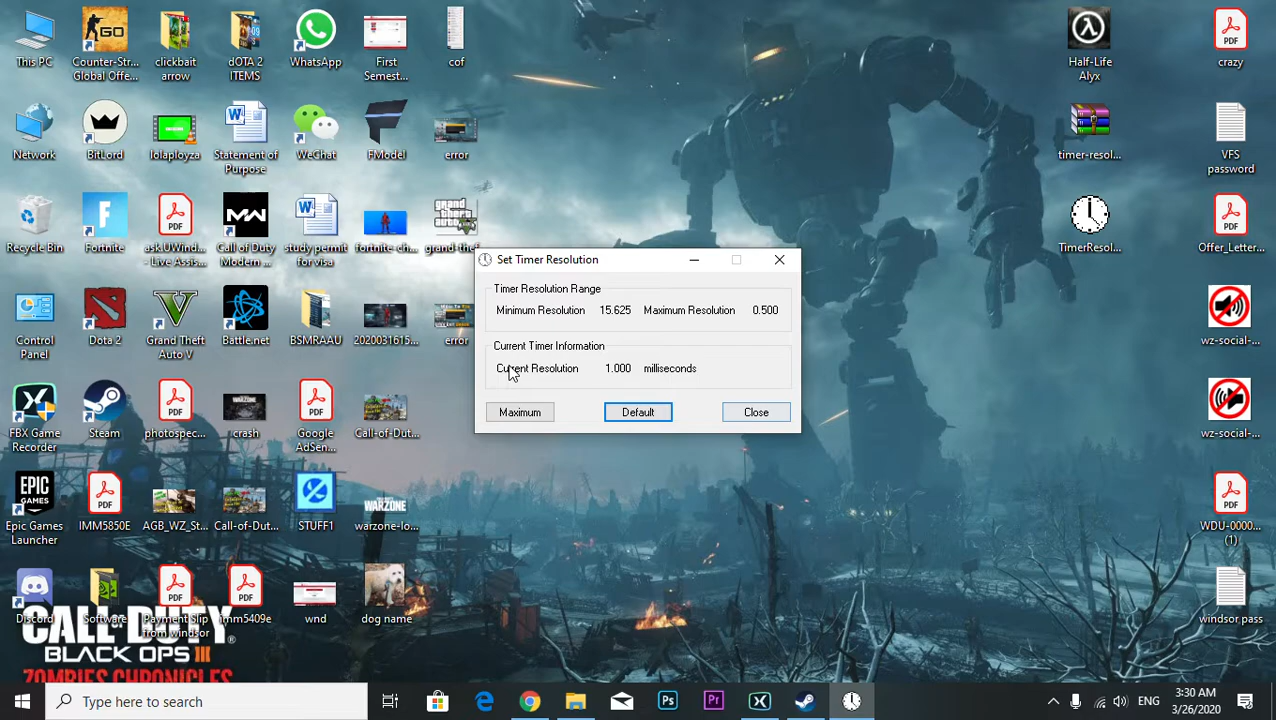 This PC
Counter-Str...
Global Offe...
clickbait
arrow
dOTA 2
ITEMS
WhatsApp
First
Semest...
cof
Half-Life
Alyx
crazy
Network
BitLord
lolaployza
Statement of
Purpose
WeChat
FModel
error
timer-resol...
VFS
password
Recycle Bin
Fortnite
ask.UWind...
- Live Assis...
Call of Duty
Modern ...
study permit
for visa
fortnite-ch...
grand-thef
TimerResol...
Offer_Letter...
Set Timer Resolution
Timer Resolution Range
Minimum Resolution 15.625 Maximum Resolution 0.500
Current Timer Information
Current Resolution 1.000 milliseconds
Maximum
Default
Close
Control
Panel
Dota 2
Grand Theft
Auto V
Battle.net
BSMRAAU
2020031615...
error
wz-social-...
FBX Game
Recorder
Steam
photospec...
crash
Google
AdSen...
Call-of-Dut...
wz-social-...
Epic Games
Launcher
IMM5850E
AGB_WZ_St...
Call-of-Dut...
STUFF1
warzone-lo...
WDU-0000...
(1)
Discord
Software
Payment Slip
from windsor
imm5409e
wnd
dog name
windsor pass
CALL OF DUTY
BLACK OPS III
ZOMBIES CHRONICLES
Type here to search
ENG
3:30 AM
3/26/2020